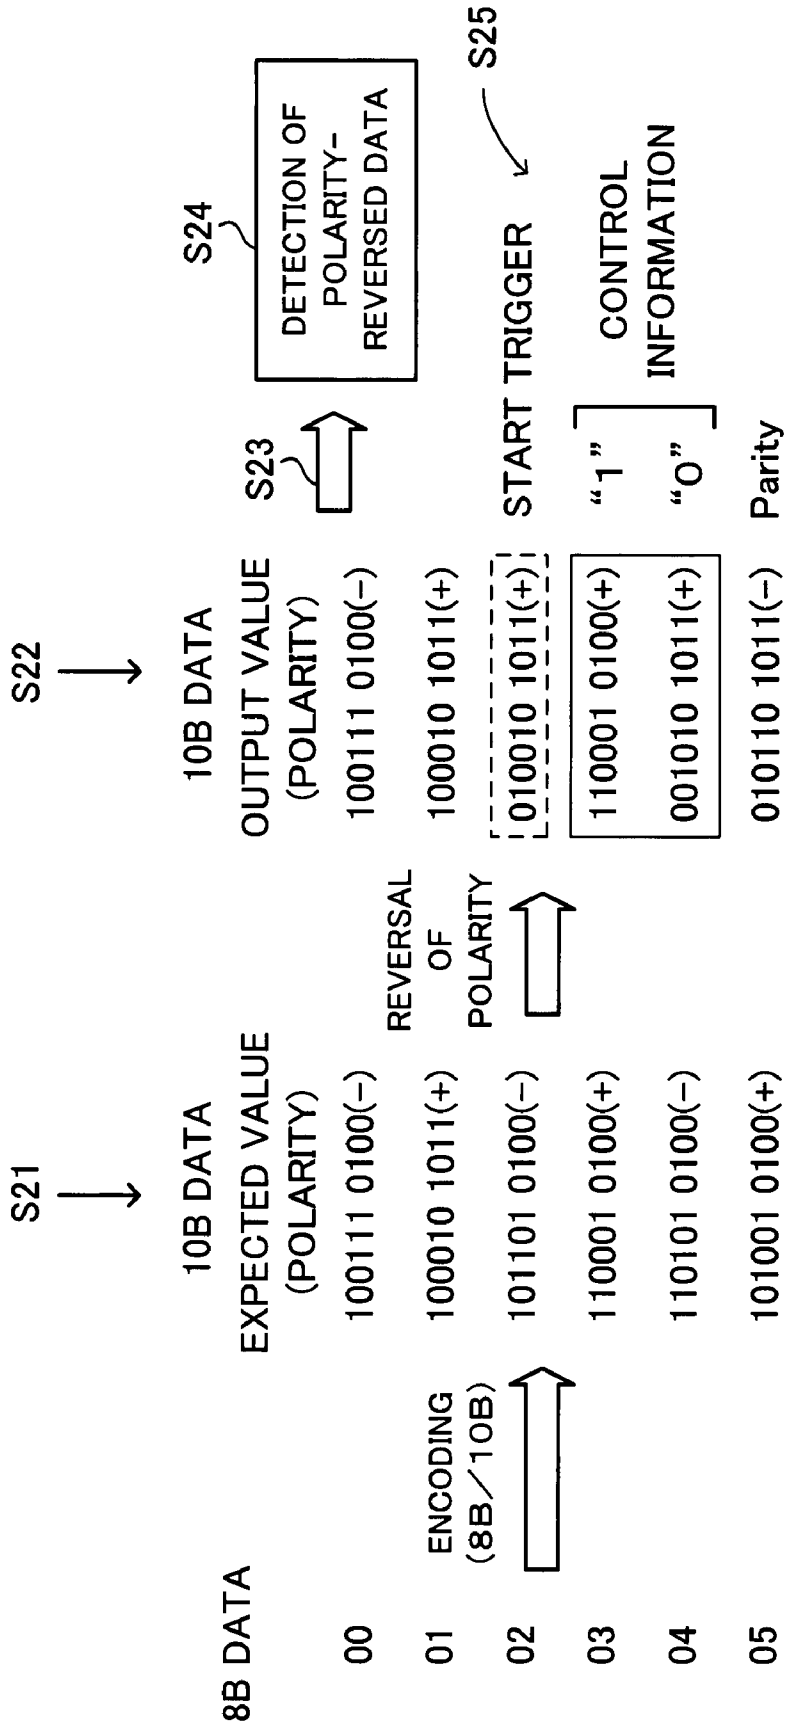 8B DATA
00
01
02
03
04
05
ENCODING
(8B/10B)
S21
10B DATA
EXPECTED VALUE
(POLARITY)
100111 0100(-)
100010 1011(+)
101101 0100(-)
110001 0100(+)
110101 0100(-)
101001 0100(+)
REVERSAL
OF
POLARITY
S22
10B DATA
OUTPUT VALUE
(POLARITY)
100111 0100(-)
100010 1011(+)
010010 1011(+)
110001 0100(+)
001010 1011(+)
010110 1011(-)
S23
S24
DETECTION OF
POLARITY-
REVERSED DATA
S25
START TRIGGER
"1"
"0"
CONTROL
INFORMATION
Parity